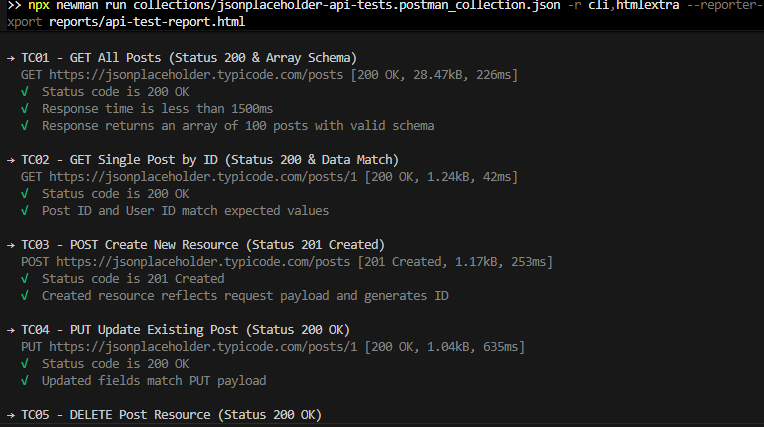 >> npx newman run collections/jsonplaceholder-api-tests.postman_collection.json -r cli,htmlextra --reporter-
xport reports/api-test-report.html
→ TC01 - GET All Posts (Status 200 & Array Schema)
GET https://jsonplaceholder.typicode.com/posts [200 OK, 28.47kB, 226ms]
√ Status code is 200 OK
√ Response time is less than 1500ms
√ Response returns an array of 100 posts with valid schema
→ TC02 - GET Single Post by ID (Status 200 & Data Match)
GET https://jsonplaceholder.typicode.com/posts/1 [200 OK, 1.24kB, 42ms]
√ Status code is 200 OK
√ Post ID and User ID match expected values
→ TC03 - POST Create New Resource (Status 201 Created)
POST https://jsonplaceholder.typicode.com/posts [201 Created, 1.17kB, 253ms]
√ Status code is 201 Created
√ Created resource reflects request payload and generates ID
→ TC04 - PUT Update Existing Post (Status 200 OK)
PUT https://jsonplaceholder.typicode.com/posts/1 [200 OK, 1.04kB, 635ms]
√ Status code is 200 OK
√ Updated fields match PUT payload
→ TC05 - DELETE Post Resource (Status 200 OK)